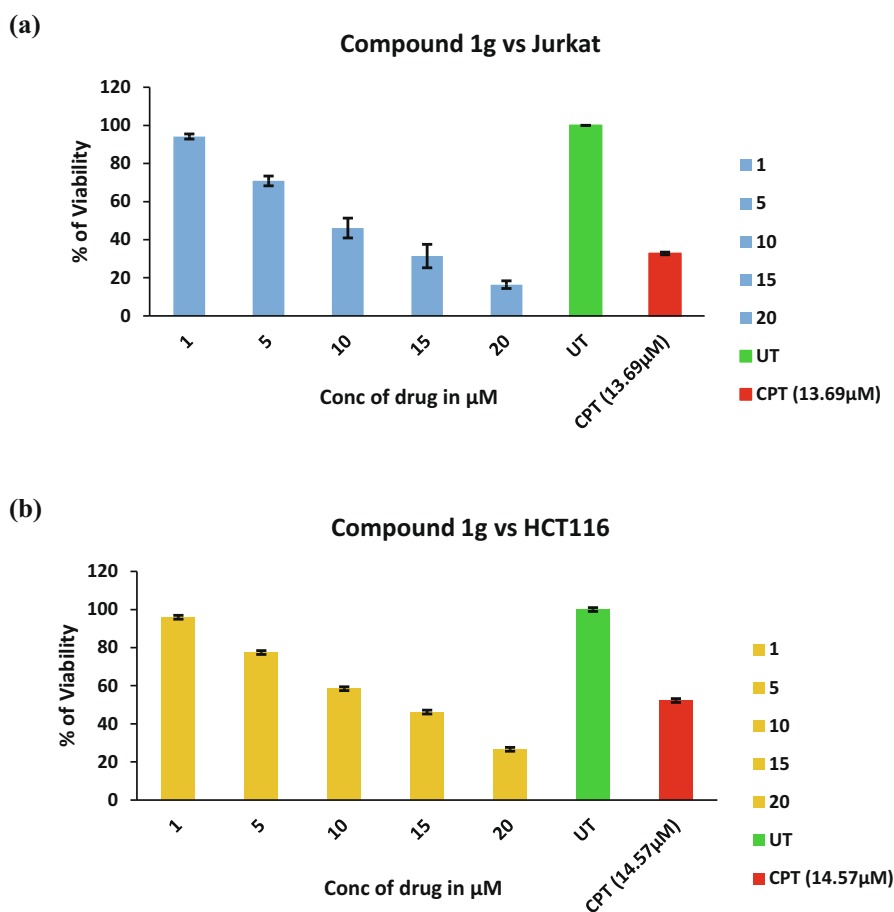 (a)
Compound 1g vs Jurkat
120
100
80
60
40
20
0
% of Viability
1
5
10
15
20
UT
CPT (13.69µM)
Conc of drug in µM
1
5
10
15
20
UT
CPT (13.69µM)
(b)
Compound 1g vs HCT116
120
100
80
60
40
20
0
% of Viability
1
5
10
15
20
UT
CPT (14.57µM)
Conc of drug in µM
1
5
10
15
20
UT
CPT (14.57µM)